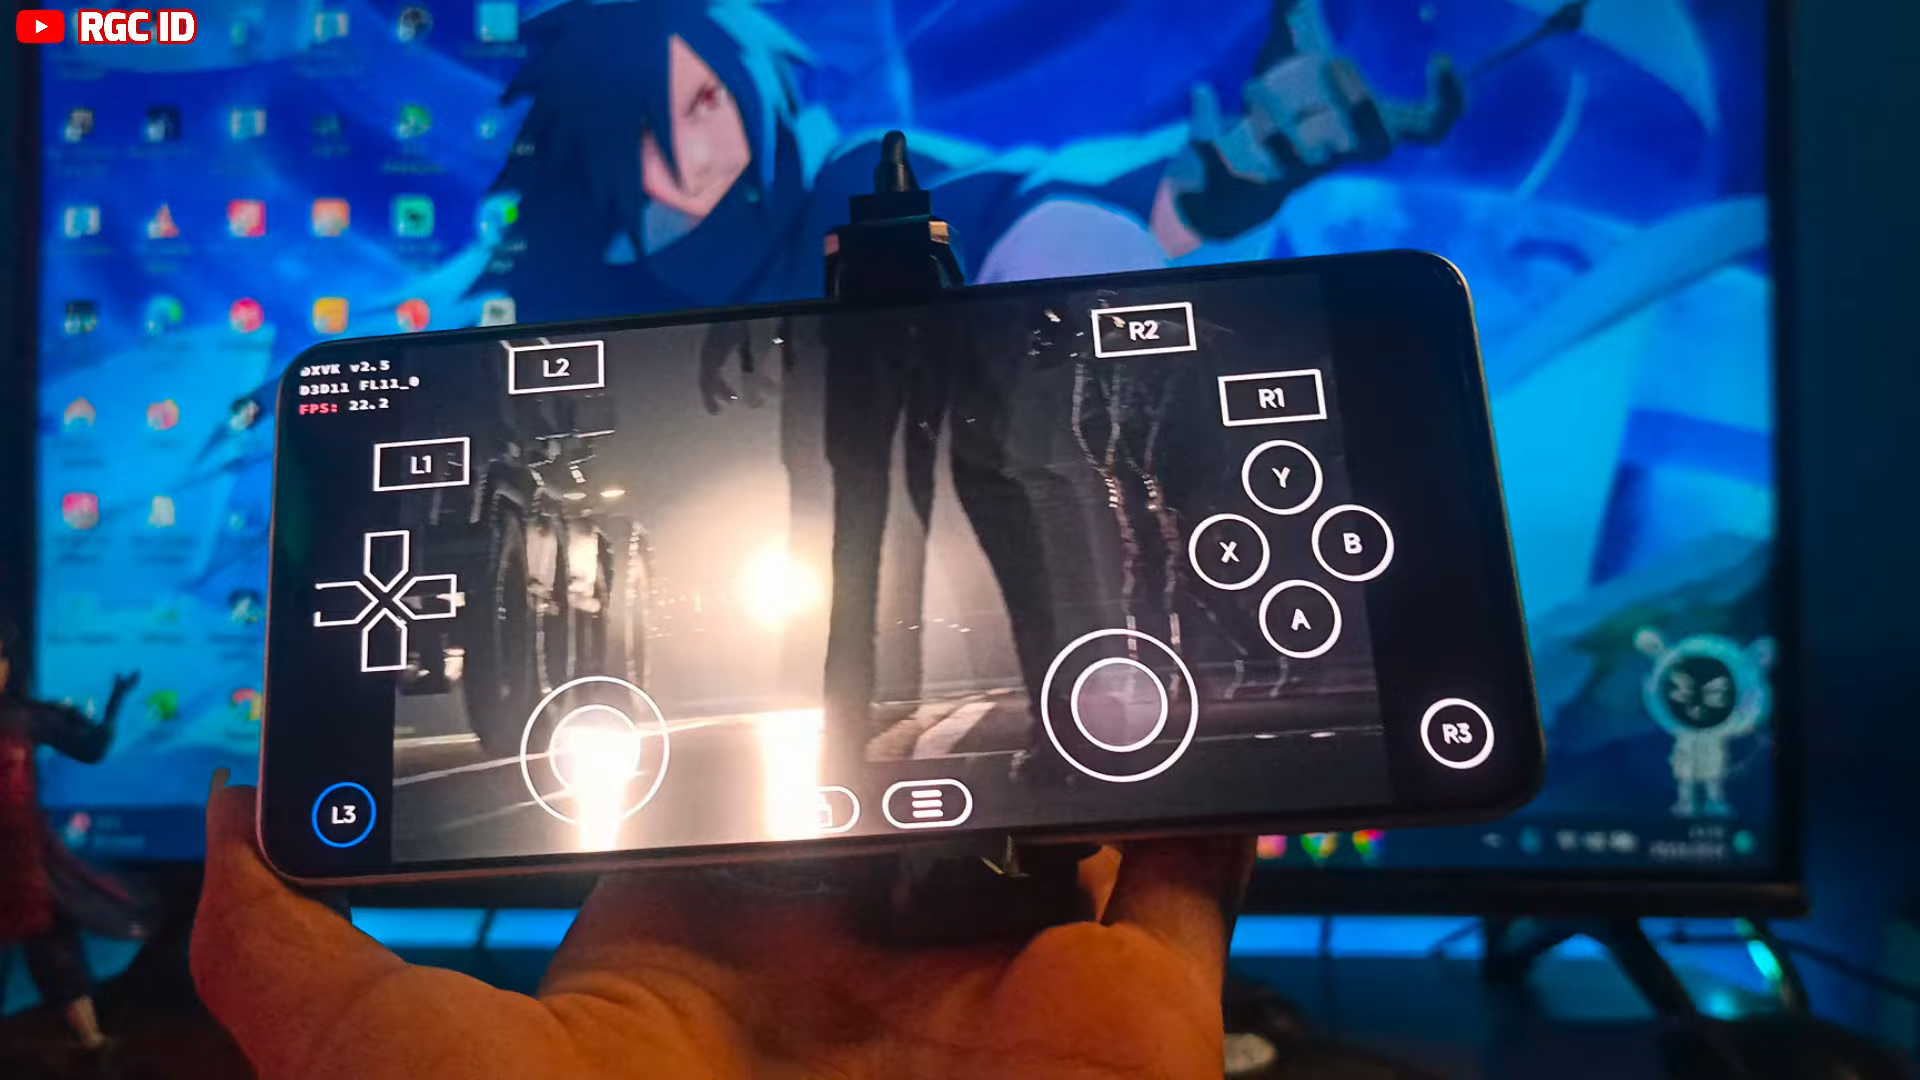 RGC ID
DXVK v2.5
D3D11 FL11_0
FPS: 22.2
L2
R2
R1
L1
Y
X
B
A
R3
L3